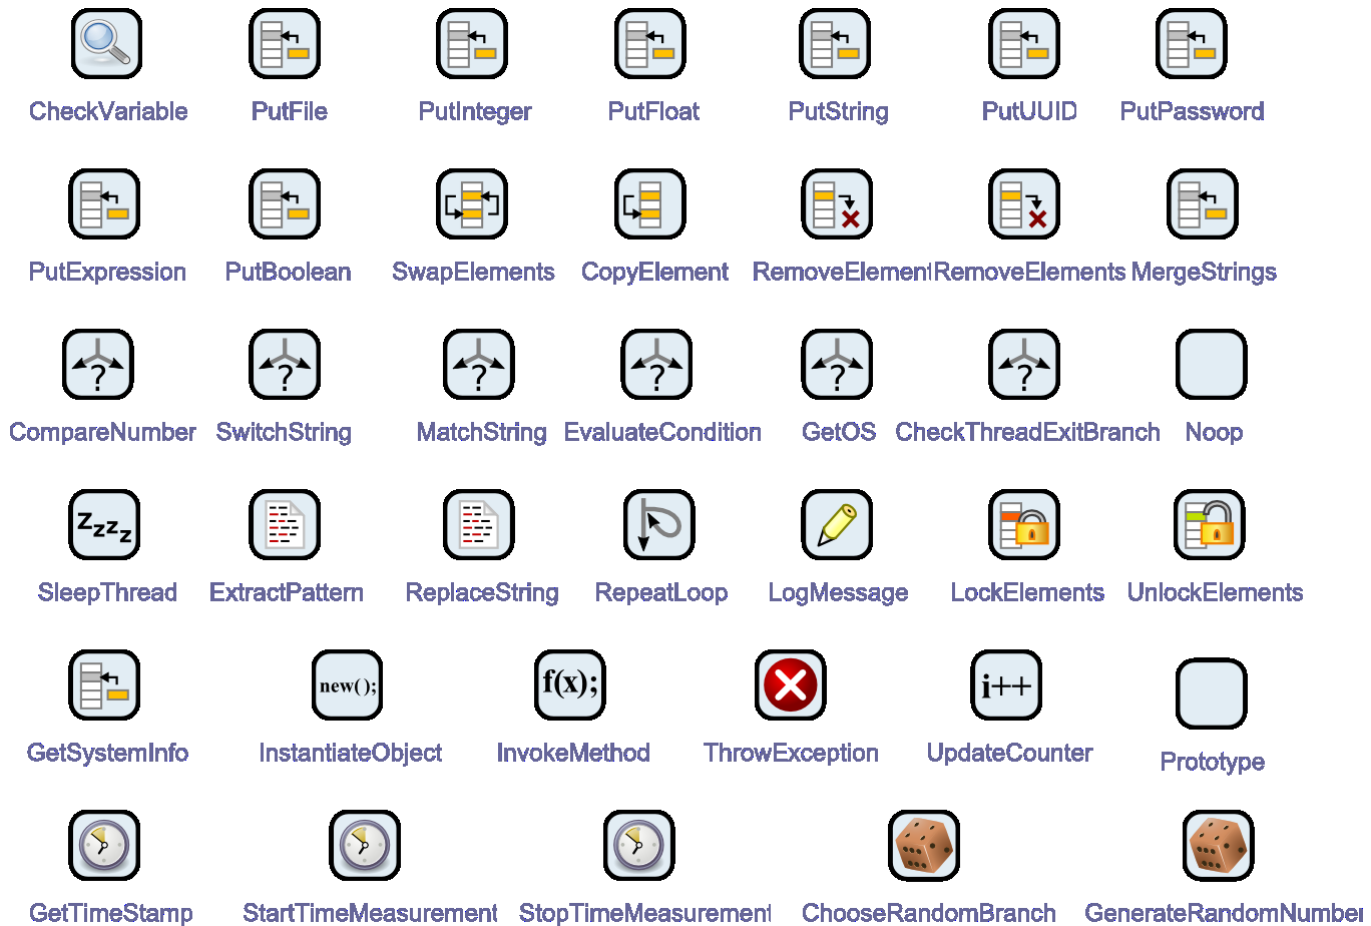 CheckVariable PutFile PutInteger PutFloat PutString PutUUID PutPassword
PutExpression PutBoolean SwapElements CopyElement RemoveElement RemoveElements MergeStrings
? ? ? ? ? ?
CompareNumber SwitchString MatchString EvaluateCondition GetOS CheckThreadExitBranch Noop
Zzzz
SleepThread ExtractPattern ReplaceString RepeatLoop LogMessage LockElements UnlockElements
new(); f(x); i++
GetSystemInfo InstantiateObject InvokeMethod ThrowException UpdateCounter Prototype
GetTimeStamp StartTimeMeasurement StopTimeMeasurement ChooseRandomBranch GenerateRandomNumber